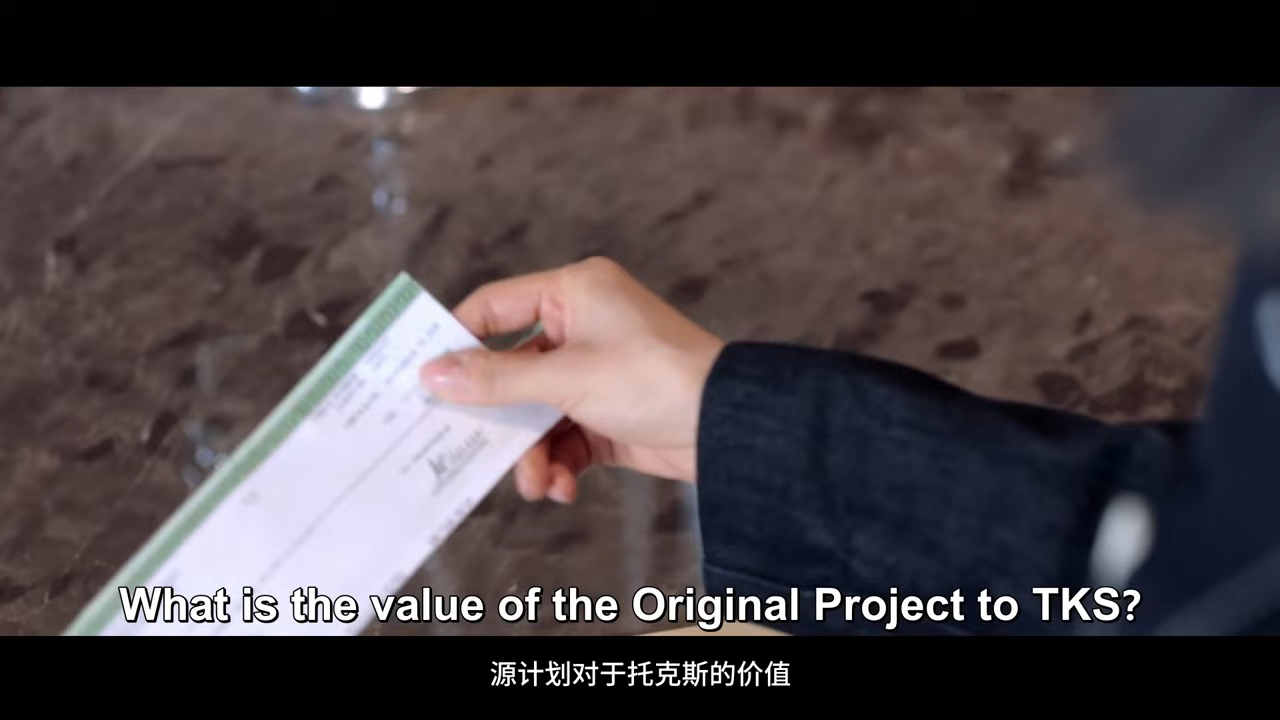 What is the value of the Original Project to TKS?
源计划对于托克斯的价值